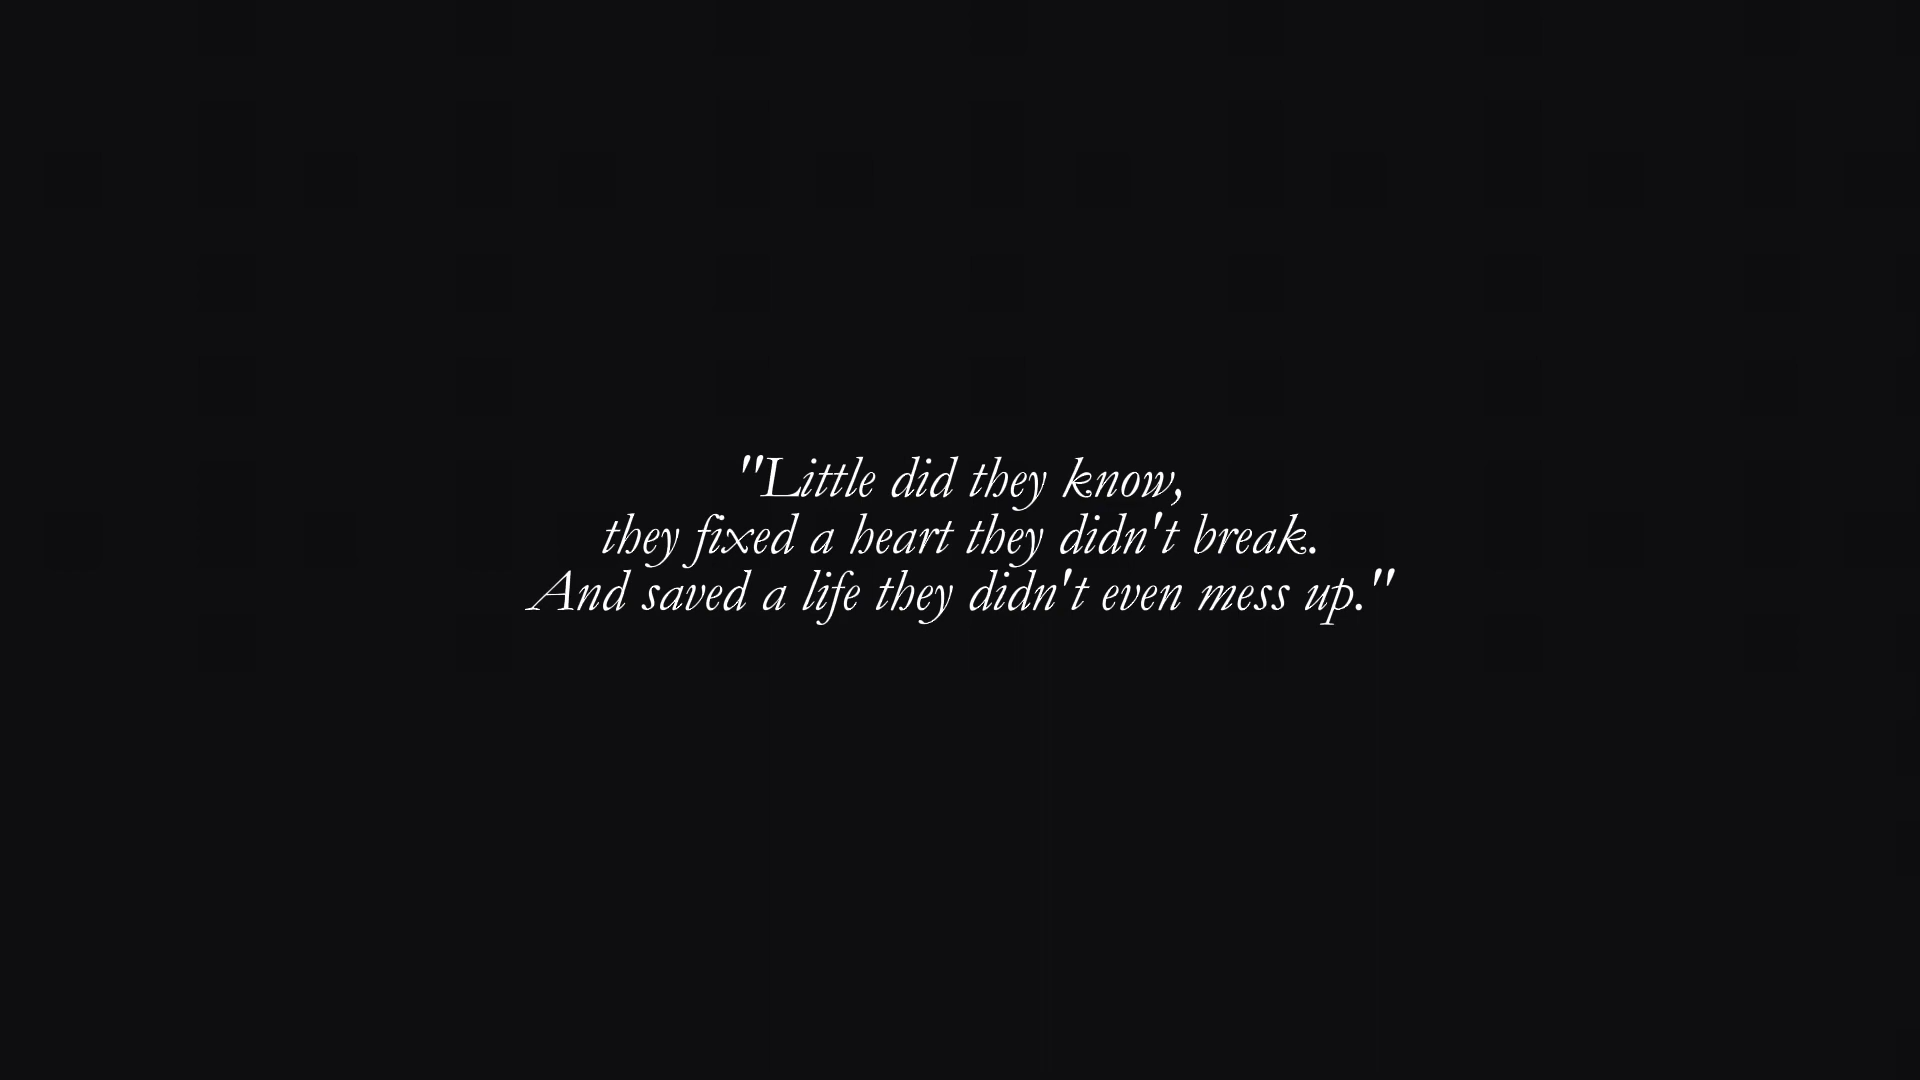 "Little did they know,
they fixed a heart they didn't break.
And saved a life they didn't even mess up."